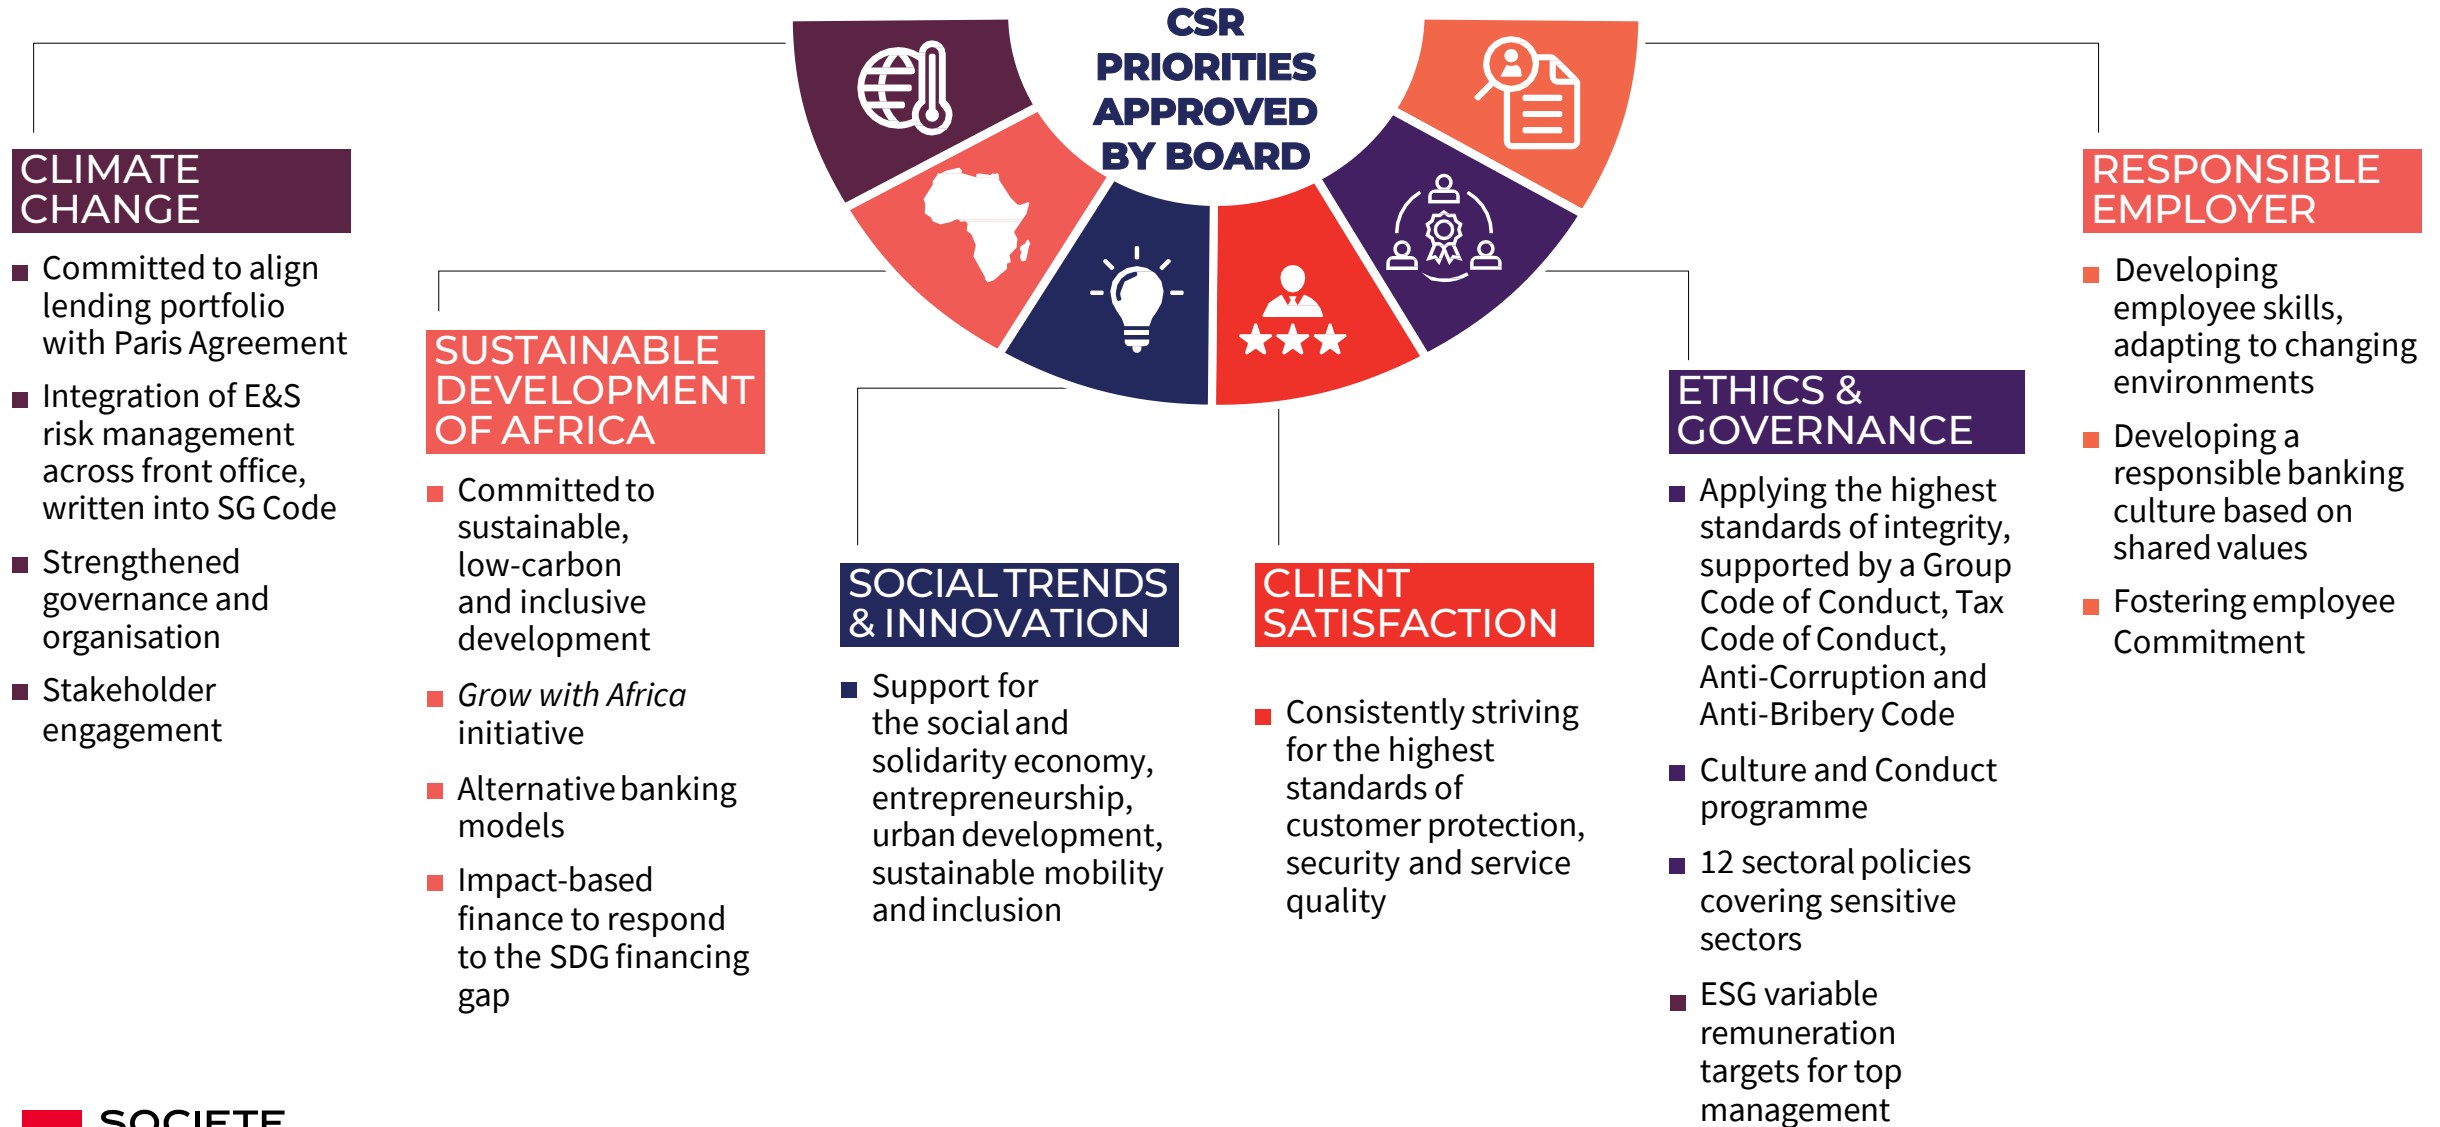 CSR
PRIORITIES
APPROVED
BY BOARD
CLIMATE
CHANGE
Committed to align
lending portfolio
with Paris Agreement
Integration of E&S
risk management
across front office,
written into SG Code
Strengthened
governance and
organisation
Stakeholder
engagement
SUSTAINABLE
DEVELOPMENT
OF AFRICA
Committed to
sustainable,
low-carbon
and inclusive
development
Grow with Africa
initiative
Alternative banking
models
Impact-based
finance to respond
to the SDG financing
gap
SOCIAL TRENDS
& INNOVATION
Support for
the social and
solidarity economy,
entrepreneurship,
urban development,
sustainable mobility
and inclusion
CLIENT
SATISFACTION
Consistently striving
for the highest
standards of
customer protection,
security and service
quality
ETHICS &
GOVERNANCE
Applying the highest
standards of integrity,
supported by a Group
Code of Conduct, Tax
Code of Conduct,
Anti-Corruption and
Anti-Bribery Code
Culture and Conduct
programme
12 sectoral policies
covering sensitive
sectors
ESG variable
remuneration
targets for top
management
RESPONSIBLE
EMPLOYER
Developing
employee skills,
adapting to changing
environments
Developing a
responsible banking
culture based on
shared values
Fostering employee
Commitment
SOCIETE